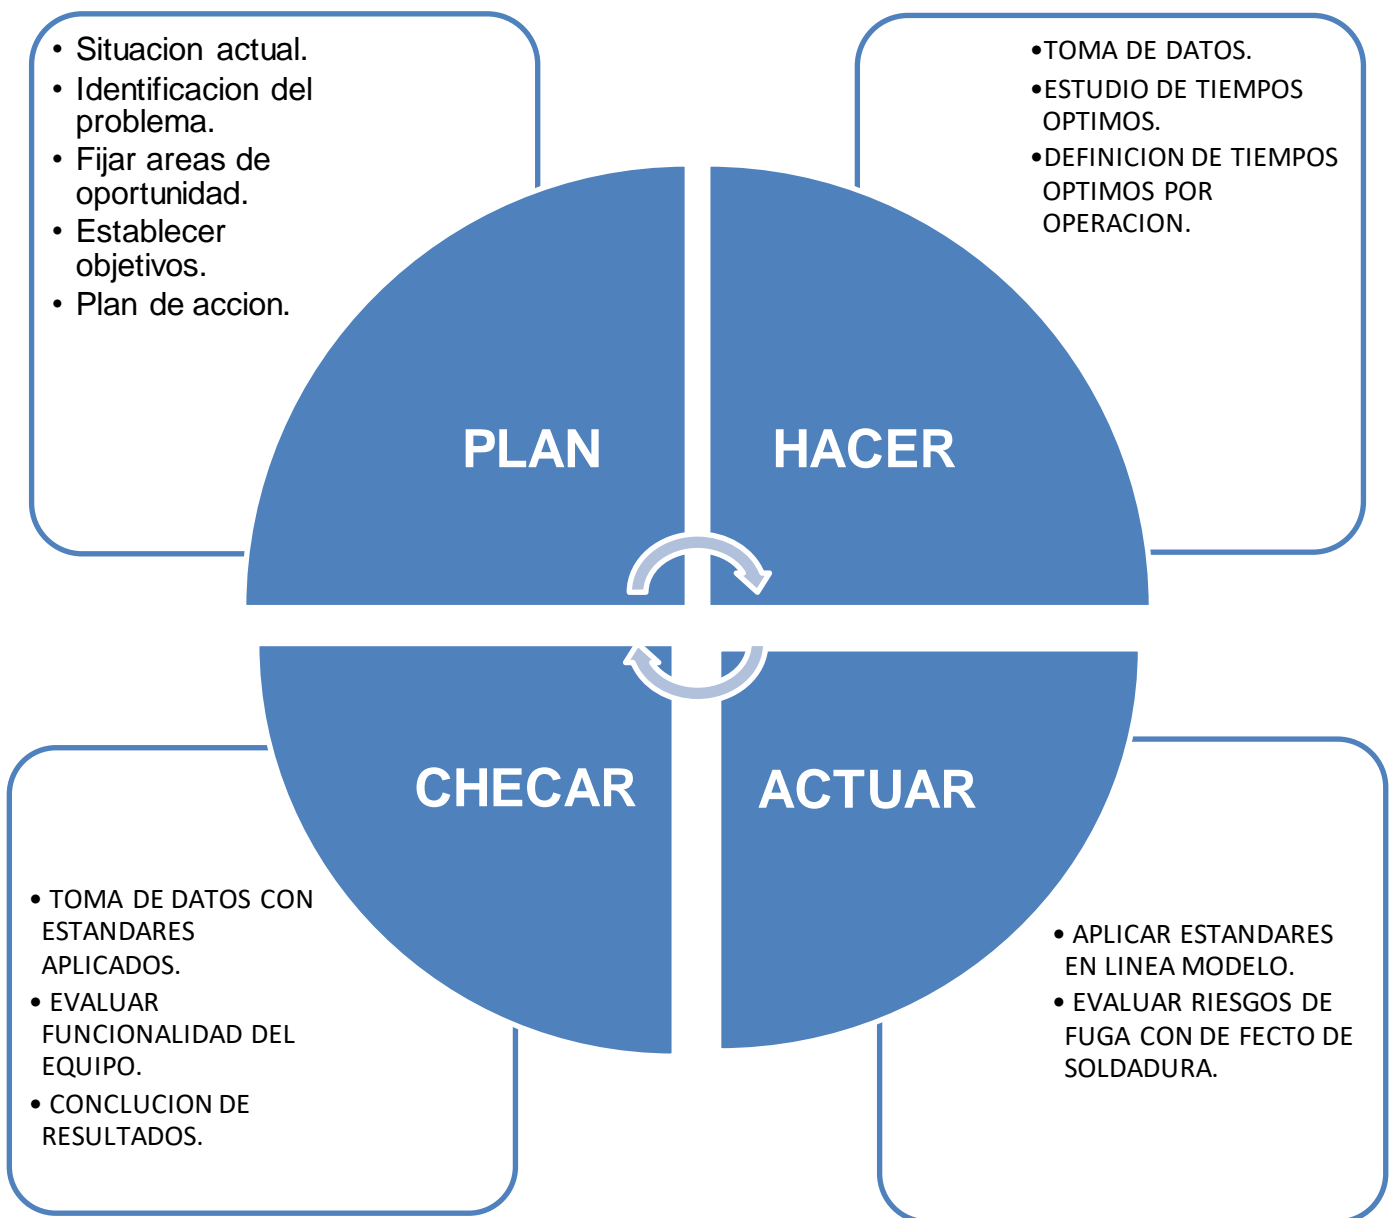 • Situacion actual.
• Identificacion del
problema.
• Fijar areas de
oportunidad.
• Establecer
objetivos.
• Plan de accion.
•TOMA DE DATOS.
•ESTUDIO DE TIEMPOS
OPTIMOS.
•DEFINICION DE TIEMPOS
OPTIMOS POR
OPERACION.
PLAN
HACER
CHECAR
ACTUAR
• TOMA DE DATOS CON
ESTANDARES
APLICADOS.
• EVALUAR
FUNCIONALIDAD DEL
EQUIPO.
• CONCLUCION DE
RESULTADOS.
• APLICAR ESTANDARES
EN LINEA MODELO.
• EVALUAR RIESGOS DE
FUGA CON DE FECTO DE
SOLDADURA.